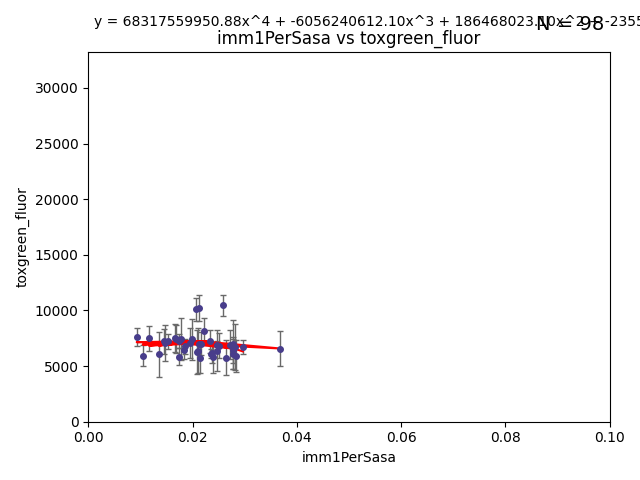 y = 68317559950.88x^4 + -6056240612.10x^3 + 186468023.
N = 98
imm1PerSasa vs toxgreen_fluor
30000
25000
20000
15000
10000
5000
0
toxgreen_fluor
0.00 0.02 0.04 0.06 0.08 0.10
imm1PerSasa